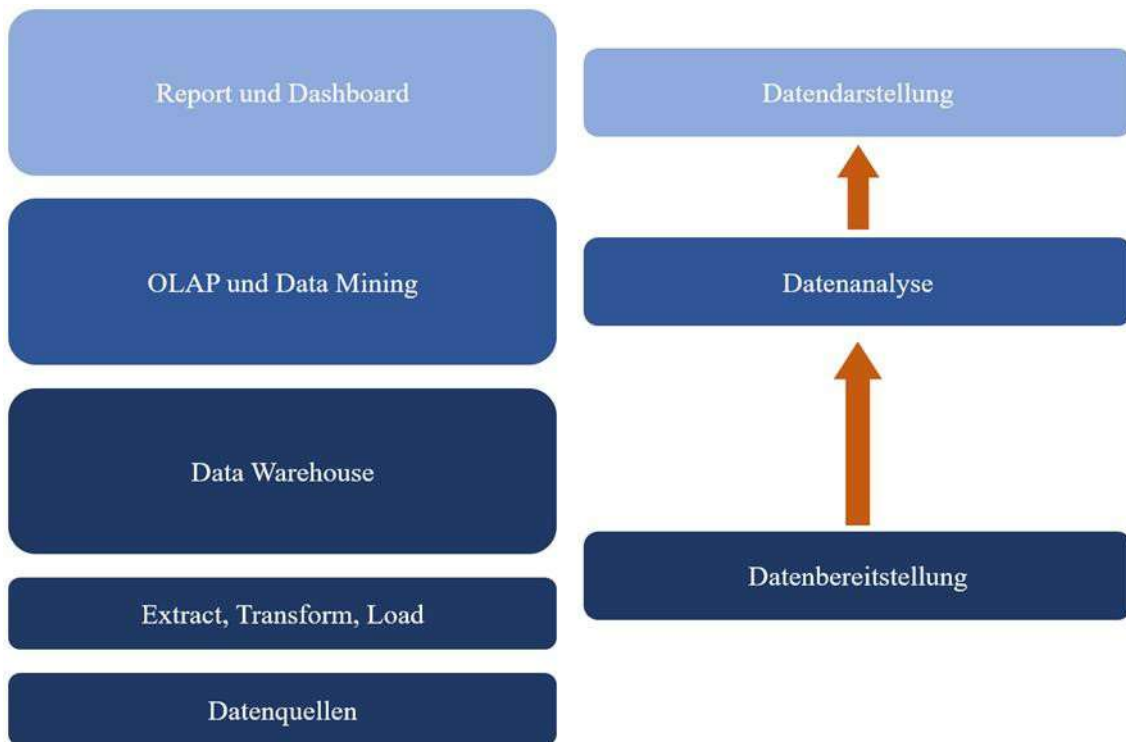 Report und Dashboard
Datendarstellung
OLAP und Data Mining
Datenanalyse
Data Warehouse
Datenbereitstellung
Extract, Transform, Load
Datenquellen